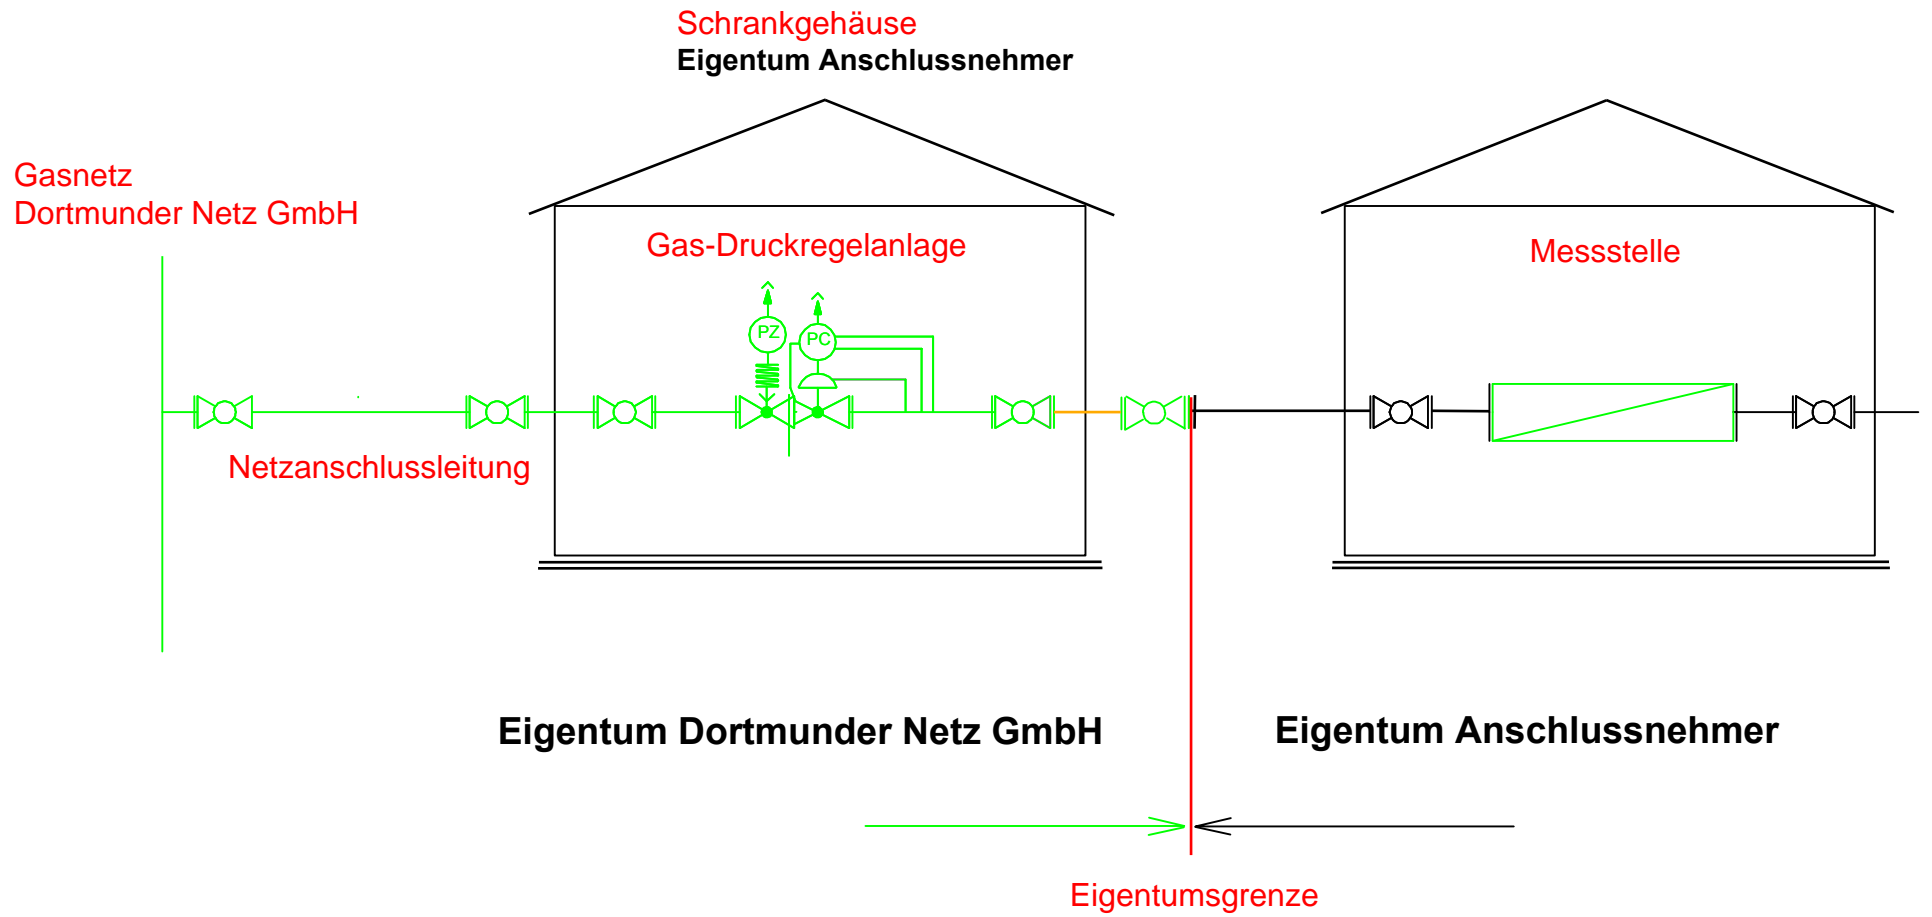 Schrankgehäuse
Eigentum Anschlussnehmer
Gasnetz
Dortmunder Netz GmbH
Gas-Druckregelanlage
Messstelle
PZ
PC
Netzanschlussleitung
Eigentum Dortmunder Netz GmbH
Eigentum Anschlussnehmer
Eigentumsgrenze